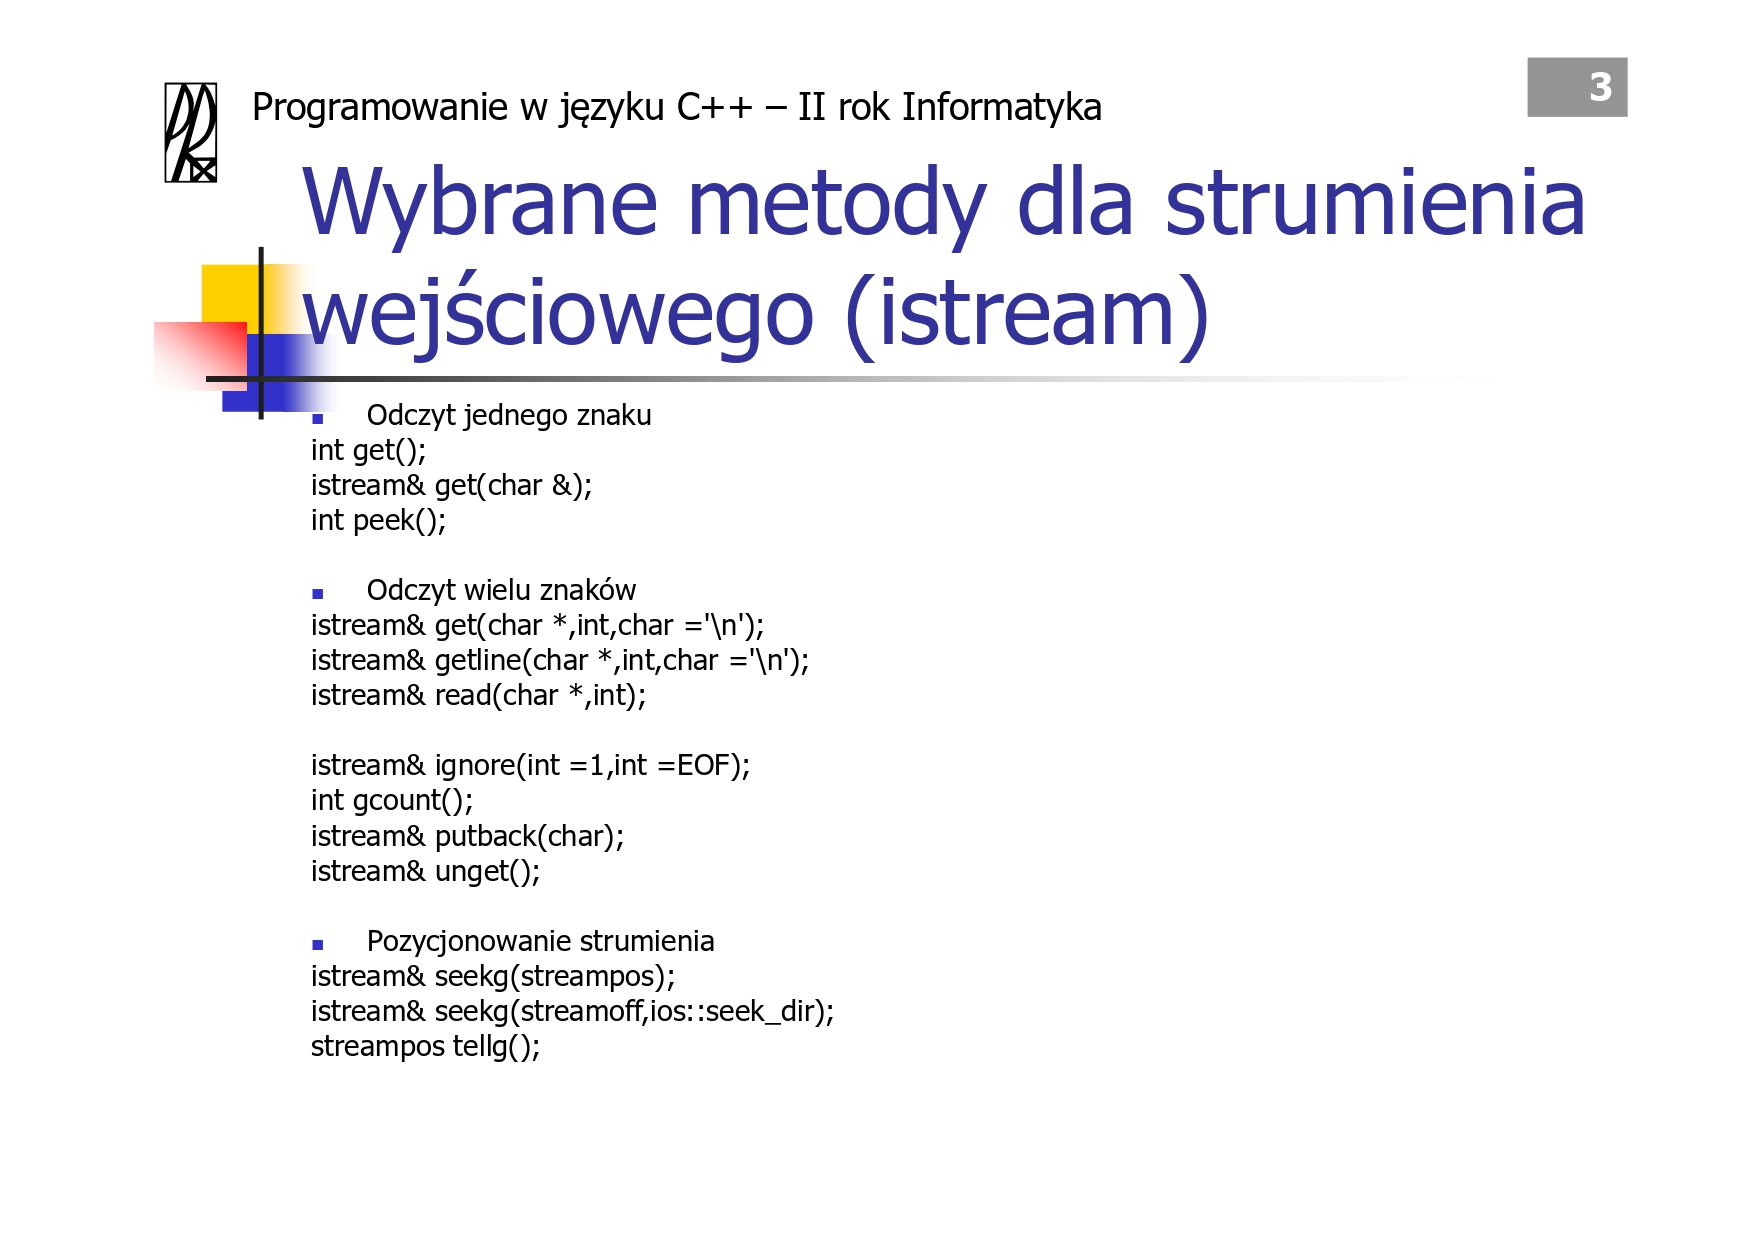 Programowanie w języku C++ – II rok Informatyka
3
Wybrane metody dla strumienia
wejściowego (istream)
Odczyt jednego znaku
int get();
istream& get(char &);
int peek();
Odczyt wielu znaków
istream& get(char *,int,char ='\n');
istream& getline(char *,int,char ='\n');
istream& read(char *,int);
istream& ignore(int =1,int =EOF);
int gcount();
istream& putback(char);
istream& unget();
Pozycjonowanie strumienia
istream& seekg(streampos);
istream& seekg(streamoff,ios::seek_dir);
streampos tellg();